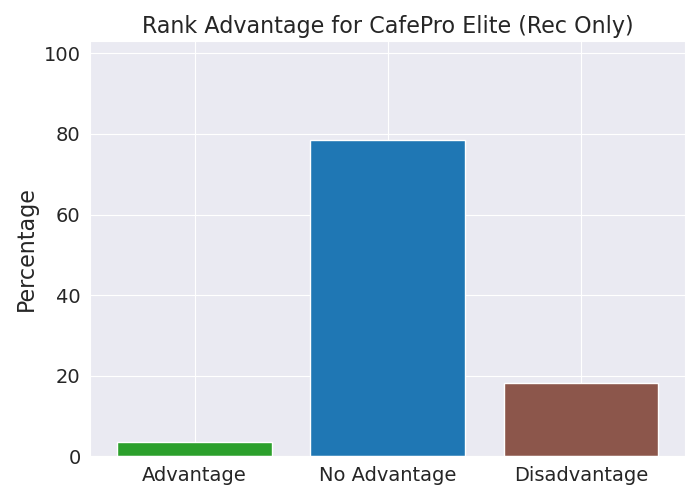 Rank Advantage for CafePro Elite (Rec Only)
Percentage
100
80
60
40
20
0
Advantage
No Advantage
Disadvantage